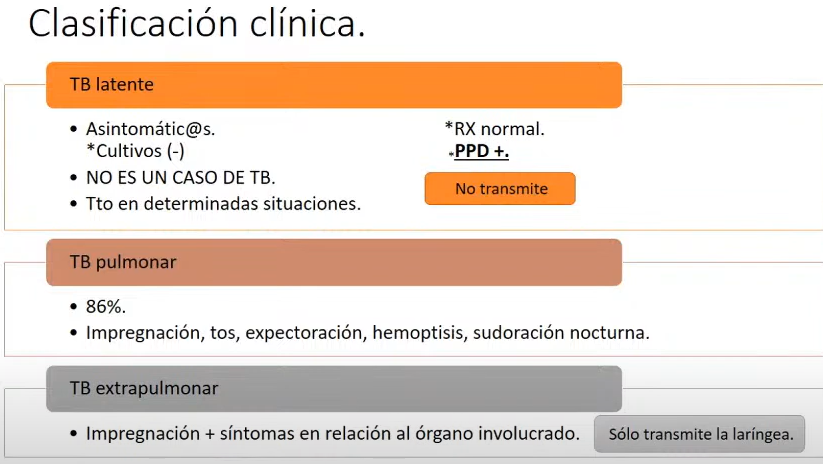 Clasificación clínica.
TB latente
• Asintomátic@s.
*RX normal.
*Cultivos (-)
*PPD +.
• NO ES UN CASO DE TB.
No transmite
• Tto en determinadas situaciones.
TB pulmonar
• 86%.
• Impregnación, tos, expectoración, hemoptisis, sudoración nocturna.
TB extrapulmonar
• Impregnación + síntomas en relación al órgano involucrado.
Sólo transmite la laríngea.